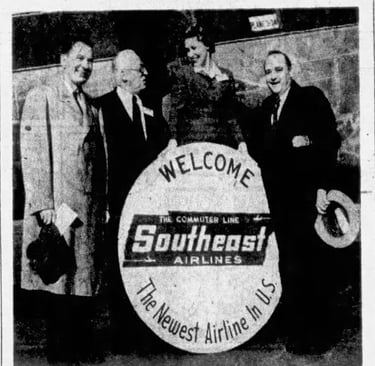 WELCOME
THE COMMUTER LINE
Southeast
AIRLINES
The Newest Airline In U.S.